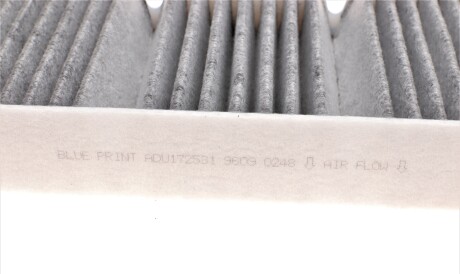 BLUE PRINT ADU172531 9609 0248 ⇩ AIR FLOW ⇩